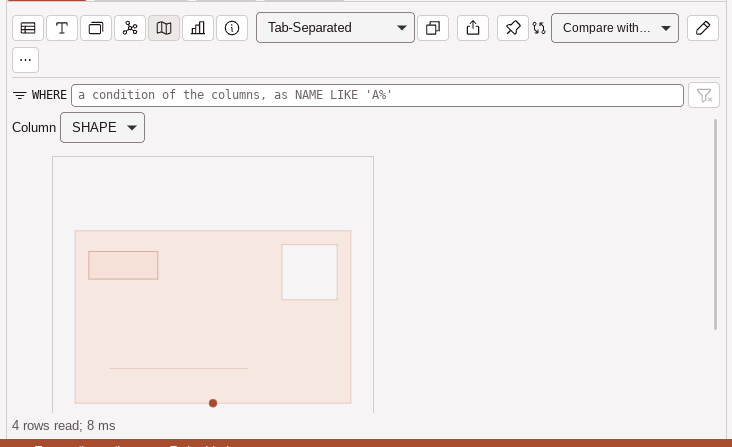 Tab-Separated
Compare with...
...
WHERE a condition of the columns, as NAME LIKE 'A%'
Column SHAPE
4 rows read; 8 ms